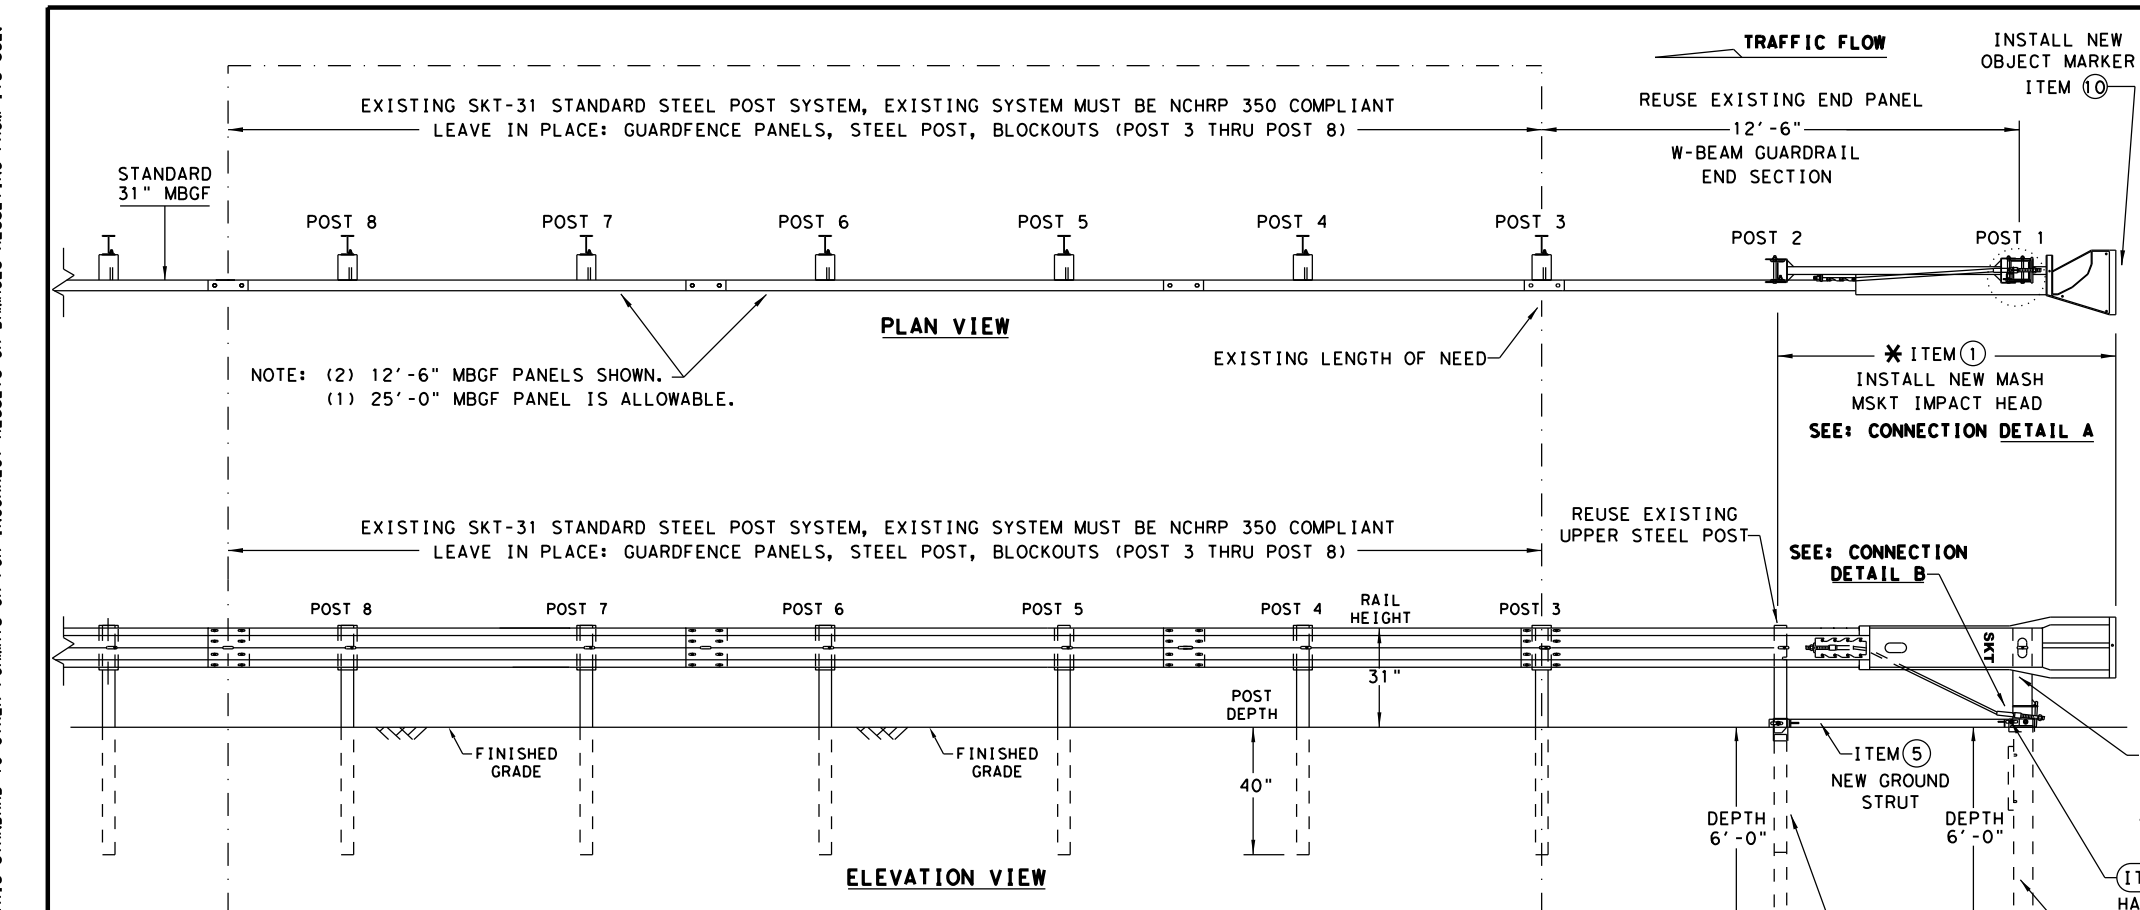 TRAFFIC FLOW
INSTALL NEW
OBJECT MARKER
ITEM 10
EXISTING SKT-31 STANDARD STEEL POST SYSTEM, EXISTING SYSTEM MUST BE NCHRP 350 COMPLIANT
LEAVE IN PLACE: GUARDFENCE PANELS, STEEL POST, BLOCKOUTS (POST 3 THRU POST 8)
REUSE EXISTING END PANEL
12'-6"
W-BEAM GUARDRAIL
END SECTION
STANDARD
31" MBGF
POST 8
POST 7
POST 6
POST 5
POST 4
POST 3
POST 2
POST 1
PLAN VIEW
NOTE: (2) 12'-6" MBGF PANELS SHOWN.
(1) 25'-0" MBGF PANEL IS ALLOWABLE.
EXISTING LENGTH OF NEED
* ITEM 1
INSTALL NEW MASH
MSKT IMPACT HEAD
SEE: CONNECTION DETAIL A
EXISTING SKT-31 STANDARD STEEL POST SYSTEM, EXISTING SYSTEM MUST BE NCHRP 350 COMPLIANT
LEAVE IN PLACE: GUARDFENCE PANELS, STEEL POST, BLOCKOUTS (POST 3 THRU POST 8)
REUSE EXISTING
UPPER STEEL POST
SEE: CONNECTION
DETAIL B
POST 8
POST 7
POST 6
POST 5
POST 4
RAIL
HEIGHT
POST 3
SKT
31"
POST
DEPTH
FINISHED
GRADE
FINISHED
GRADE
40"
ITEM 5
NEW GROUND
STRUT
DEPTH
6'-0"
DEPTH
6'-0"
ELEVATION VIEW